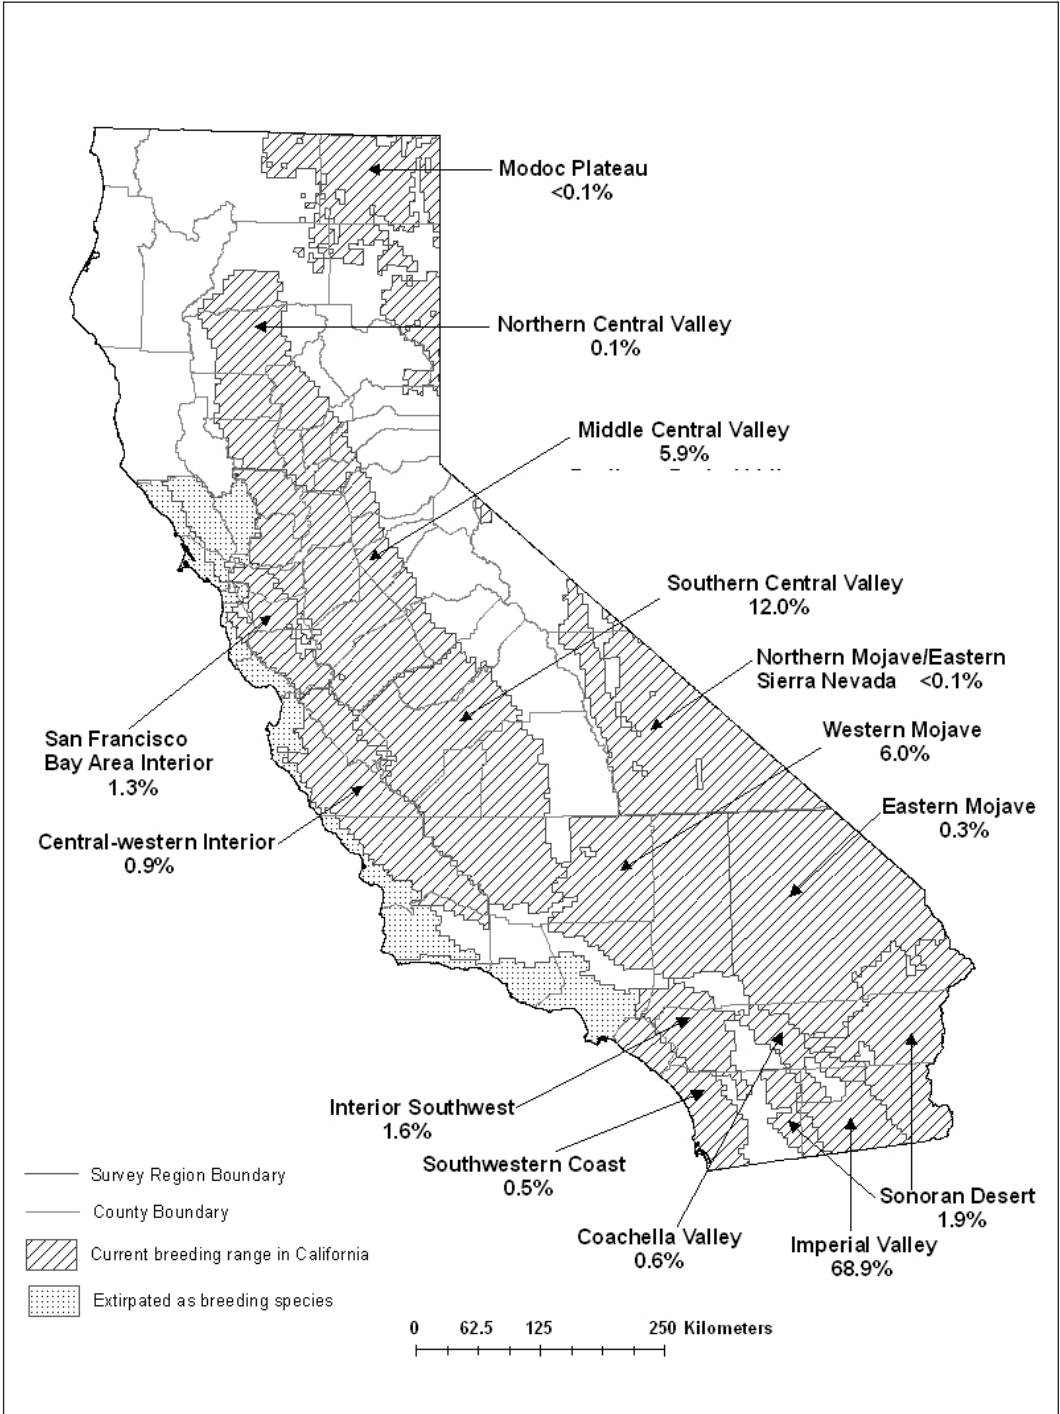 Modoc Plateau
<0.1%
Northern Central Valley
0.1%
Middle Central Valley
5.9%
Southern Central Valley
12.0%
Northern Mojave/Eastern
Sierra Nevada <0.1%
Western Mojave
6.0%
Eastern Mojave
0.3%
San Francisco
Bay Area Interior
1.3%
Central-western Interior
0.9%
Interior Southwest
1.6%
Southwestern Coast
0.5%
Coachella Valley
0.6%
Sonoran Desert
1.9%
Imperial Valley
68.9%
Survey Region Boundary
County Boundary
Current breeding range in California
Extirpated as breeding species
0 62.5 125 250 Kilometers